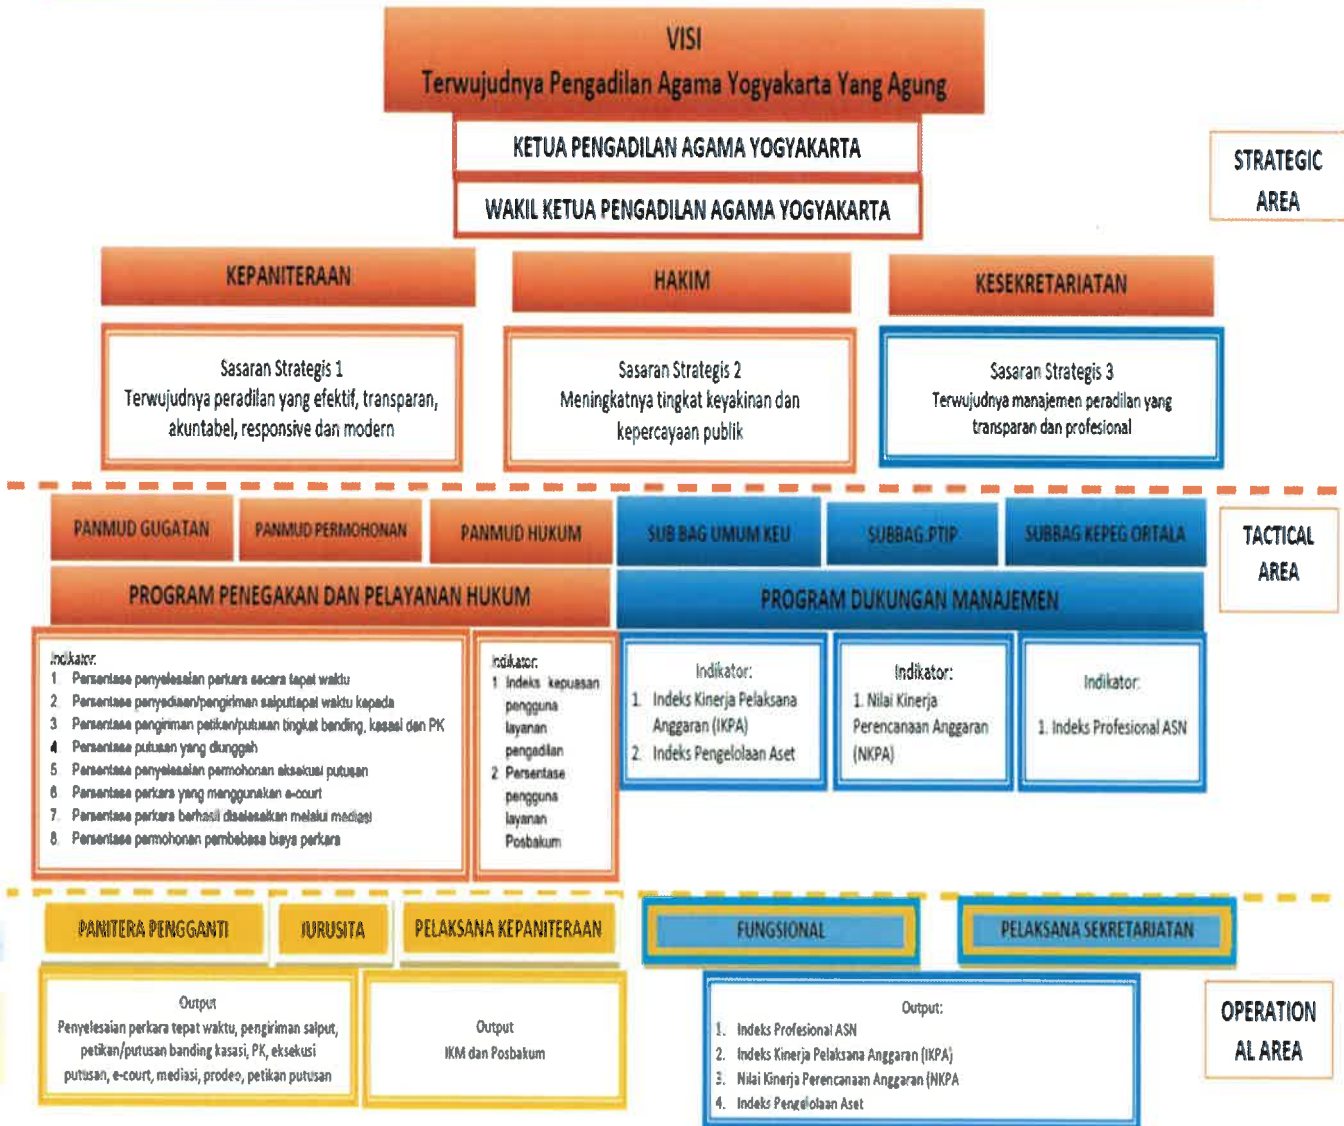 VISI
Terwujudnya Pengadilan Agama Yogyakarta Yang Agung
KETUA PENGADILAN AGAMA YOGYAKARTA
WAKIL KETUA PENGADILAN AGAMA YOGYAKARTA
STRATEGIC
AREA
KEPANITERAAN
HAKIM
KESEKRETARIATAN
Sasaran Strategis 1
Terwujudnya peradilan yang efektif, transparan,
akuntabel, responsive dan modern
Sasaran Strategis 2
Meningkatnya tingkat keyakinan dan
kepercayaan publik
Sasaran Strategis 3
Terwujudnya manajemen peradilan yang
transparan dan profesional
PANMUD GUGATAN
PANMUD PERMOHONAN
PANMUD HUKUM
SUB BAG UMUM KEU
SUBBAG.PTIP
SUBBAG KEPEG ORTALA
TACTICAL
AREA
PROGRAM PENEGAKAN DAN PELAYANAN HUKUM
PROGRAM DUKUNGAN MANAJEMEN
Indikator:
1 Persentase penyelesaian perkara secara tepat waktu
2 Persentase penyediaan/pengiriman salputtapat waktu kepada
3 Persentase pengiriman petikan/putusan tingkat banding, kasasi dan PK
4 Persentase putusan yang diunggah
5 Persentase penyelesaian permohonan eksekusi putusan
6 Persentase perkara yang menggunakan e-court
7. Persentase perkara berhasil diselesaikan melalui mediasi
8. Persentase permohonan pembebasa biaya perkara
Indikator:
1 Indeks kepuasan
pengguna
layanan
pengadilan
2 Persentase
pengguna
layanan
Posbakum
Indikator:
1. Indeks Kinerja Pelaksana
Anggaran (IKPA)
2. Indeks Pengelolaan Aset
Indikator:
1. Nilai Kinerja
Perencanaan Anggaran
(NKPA)
Indikator:
1. Indeks Profesional ASN
PANITERA PENGGANTI
JURUSITA
PELAKSANA KEPANITERAAN
FUNGSIONAL
PELAKSANA SEKRETARIATAN
Output
Penyelesaian perkara tepat waktu, pengiriman salput,
petikan/putusan banding kasasi, PK, eksekusi
putusan, e-court, mediasi, prodeo, petikan putusan
Output
IKM dan Posbakum
Output:
1. Indeks Profesional ASN
2. Indeks Kinerja Pelaksana Anggaran (IKPA)
3. Nilai Kinerja Perencanaan Anggaran (NKPA
4. Indeks Pengelolaan Aset
OPERATION
AL AREA